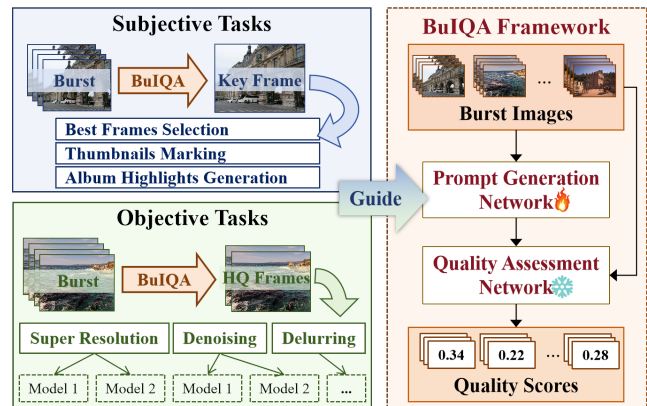 Subjective Tasks
Burst
BuIQA
Key Frame
Best Frames Selection
Thumbnails Marking
Album Highlights Generation
Guide
Objective Tasks
Burst
BuIQA
HQ Frames
Super Resolution
Denoising
Delurring
Model 1
Model 2
Model 1
Model 2
...
BuIQA Framework
...
Burst Images
Prompt Generation
Network
Quality Assessment
Network
0.34
0.22
...
0.28
Quality Scores